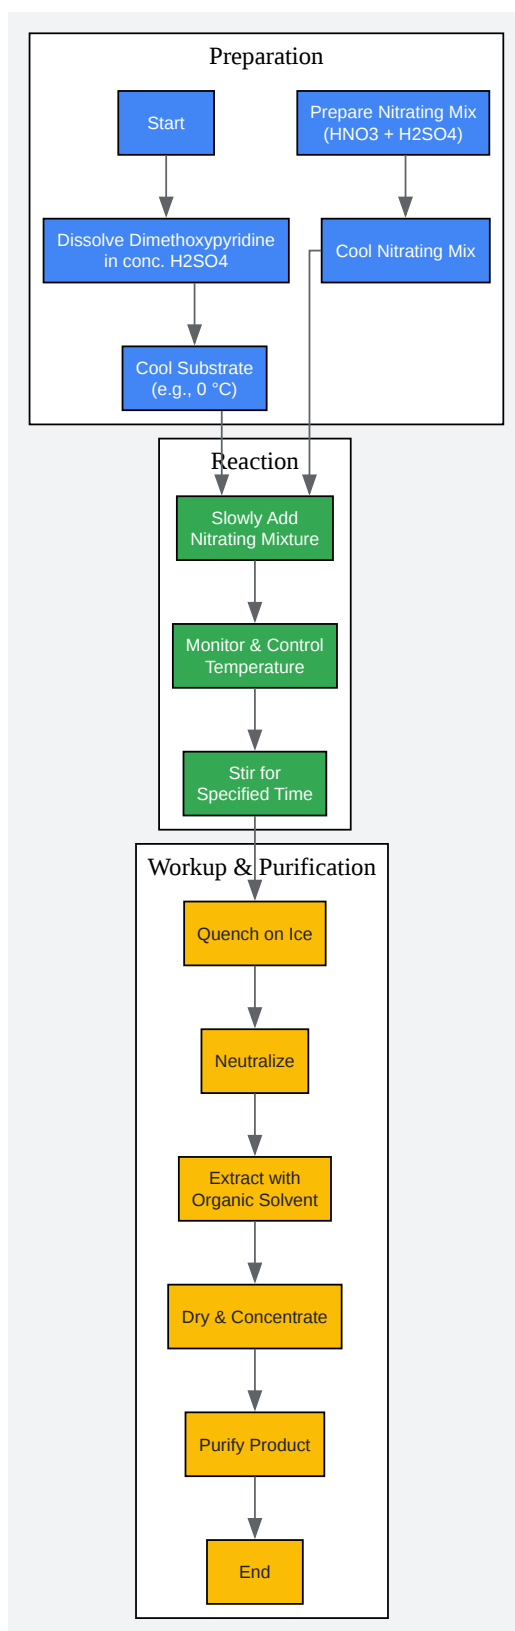 Preparation
Start
Prepare Nitrating Mix
(HNO3 + H2SO4)
Dissolve Dimethoxypyridine
in conc. H2SO4
Cool Nitrating Mix
Cool Substrate
(e.g., 0 °C)
Reaction
Slowly Add
Nitrating Mixture
Monitor & Control
Temperature
Stir for
Specified Time
Workup & Purification
Quench on Ice
Neutralize
Extract with
Organic Solvent
Dry & Concentrate
Purify Product
End